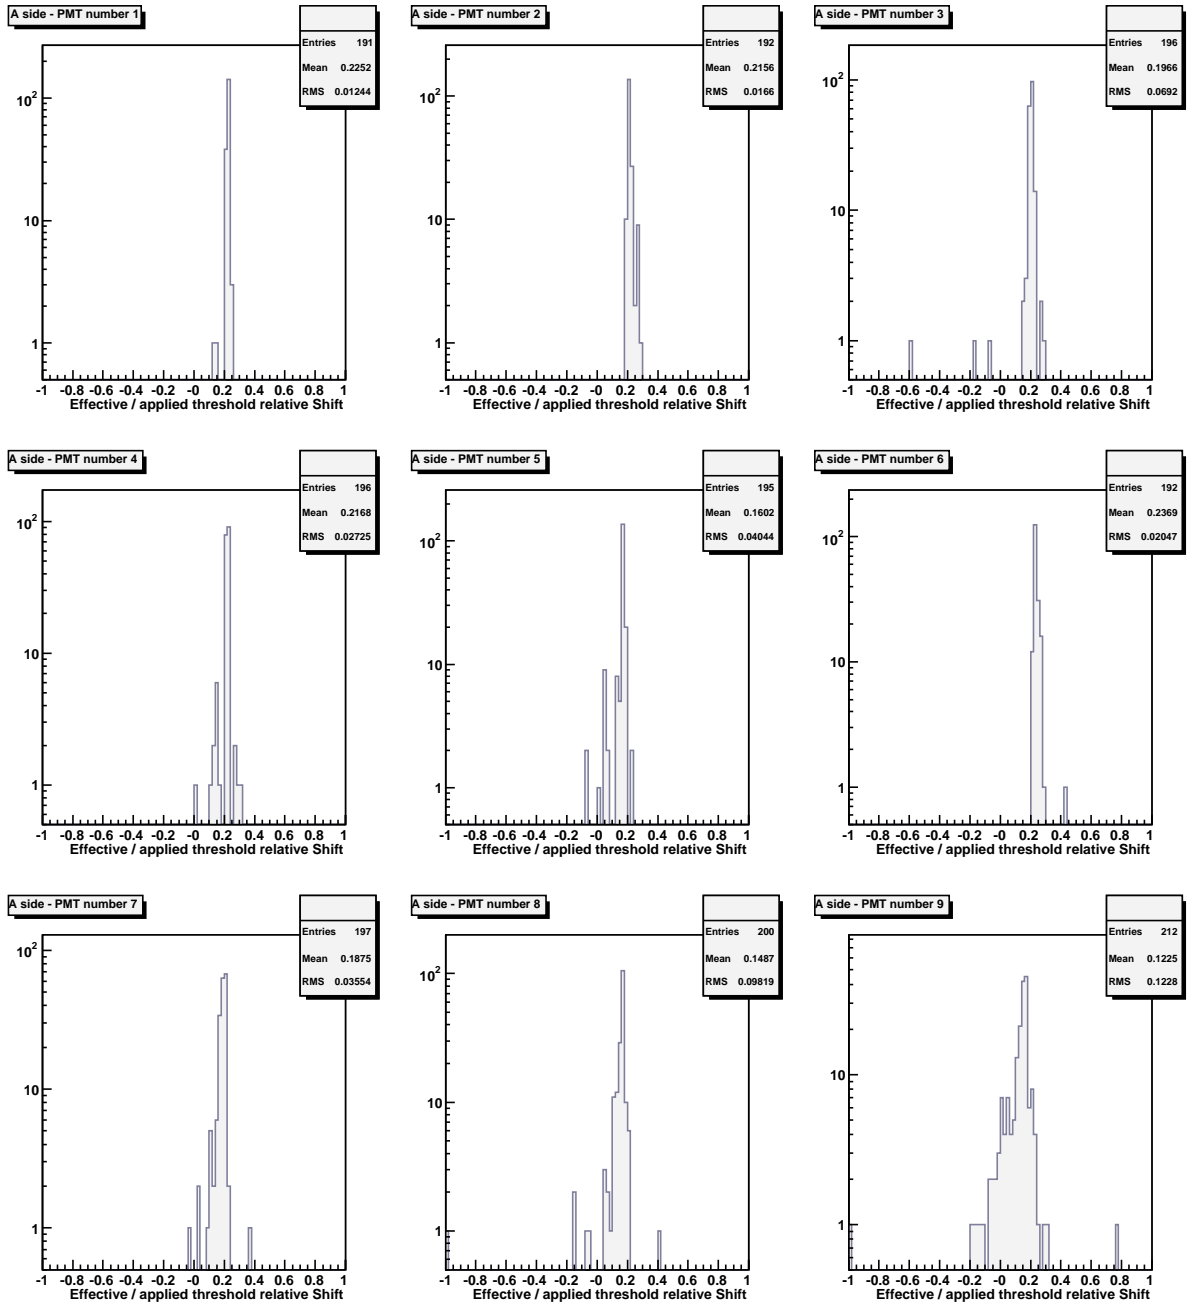 A side - PMT number 1
Entries 191
Mean 0.2252
RMS 0.01244
10²
10
1
-1 -0.8 -0.6 -0.4 -0.2 -0 0.2 0.4 0.6 0.8 1
Effective / applied threshold relative Shift
A side - PMT number 2
Entries 192
Mean 0.2156
RMS 0.0166
10²
10
1
-1 -0.8 -0.6 -0.4 -0.2 -0 0.2 0.4 0.6 0.8 1
Effective / applied threshold relative Shift
A side - PMT number 3
Entries 196
Mean 0.1966
RMS 0.0692
10²
10
1
-1 -0.8 -0.6 -0.4 -0.2 -0 0.2 0.4 0.6 0.8 1
Effective / applied threshold relative Shift
A side - PMT number 4
Entries 196
Mean 0.2168
RMS 0.02725
10²
10
1
-1 -0.8 -0.6 -0.4 -0.2 -0 0.2 0.4 0.6 0.8 1
Effective / applied threshold relative Shift
A side - PMT number 5
Entries 195
Mean 0.1602
RMS 0.04044
10²
10
1
-1 -0.8 -0.6 -0.4 -0.2 -0 0.2 0.4 0.6 0.8 1
Effective / applied threshold relative Shift
A side - PMT number 6
Entries 192
Mean 0.2369
RMS 0.02047
10²
10
1
-1 -0.8 -0.6 -0.4 -0.2 -0 0.2 0.4 0.6 0.8 1
Effective / applied threshold relative Shift
A side - PMT number 7
Entries 197
Mean 0.1875
RMS 0.03554
10²
10
1
-1 -0.8 -0.6 -0.4 -0.2 -0 0.2 0.4 0.6 0.8 1
Effective / applied threshold relative Shift
A side - PMT number 8
Entries 200
Mean 0.1487
RMS 0.09819
10²
10
1
-1 -0.8 -0.6 -0.4 -0.2 -0 0.2 0.4 0.6 0.8 1
Effective / applied threshold relative Shift
A side - PMT number 9
Entries 212
Mean 0.1225
RMS 0.1228
10
1
-1 -0.8 -0.6 -0.4 -0.2 -0 0.2 0.4 0.6 0.8 1
Effective / applied threshold relative Shift